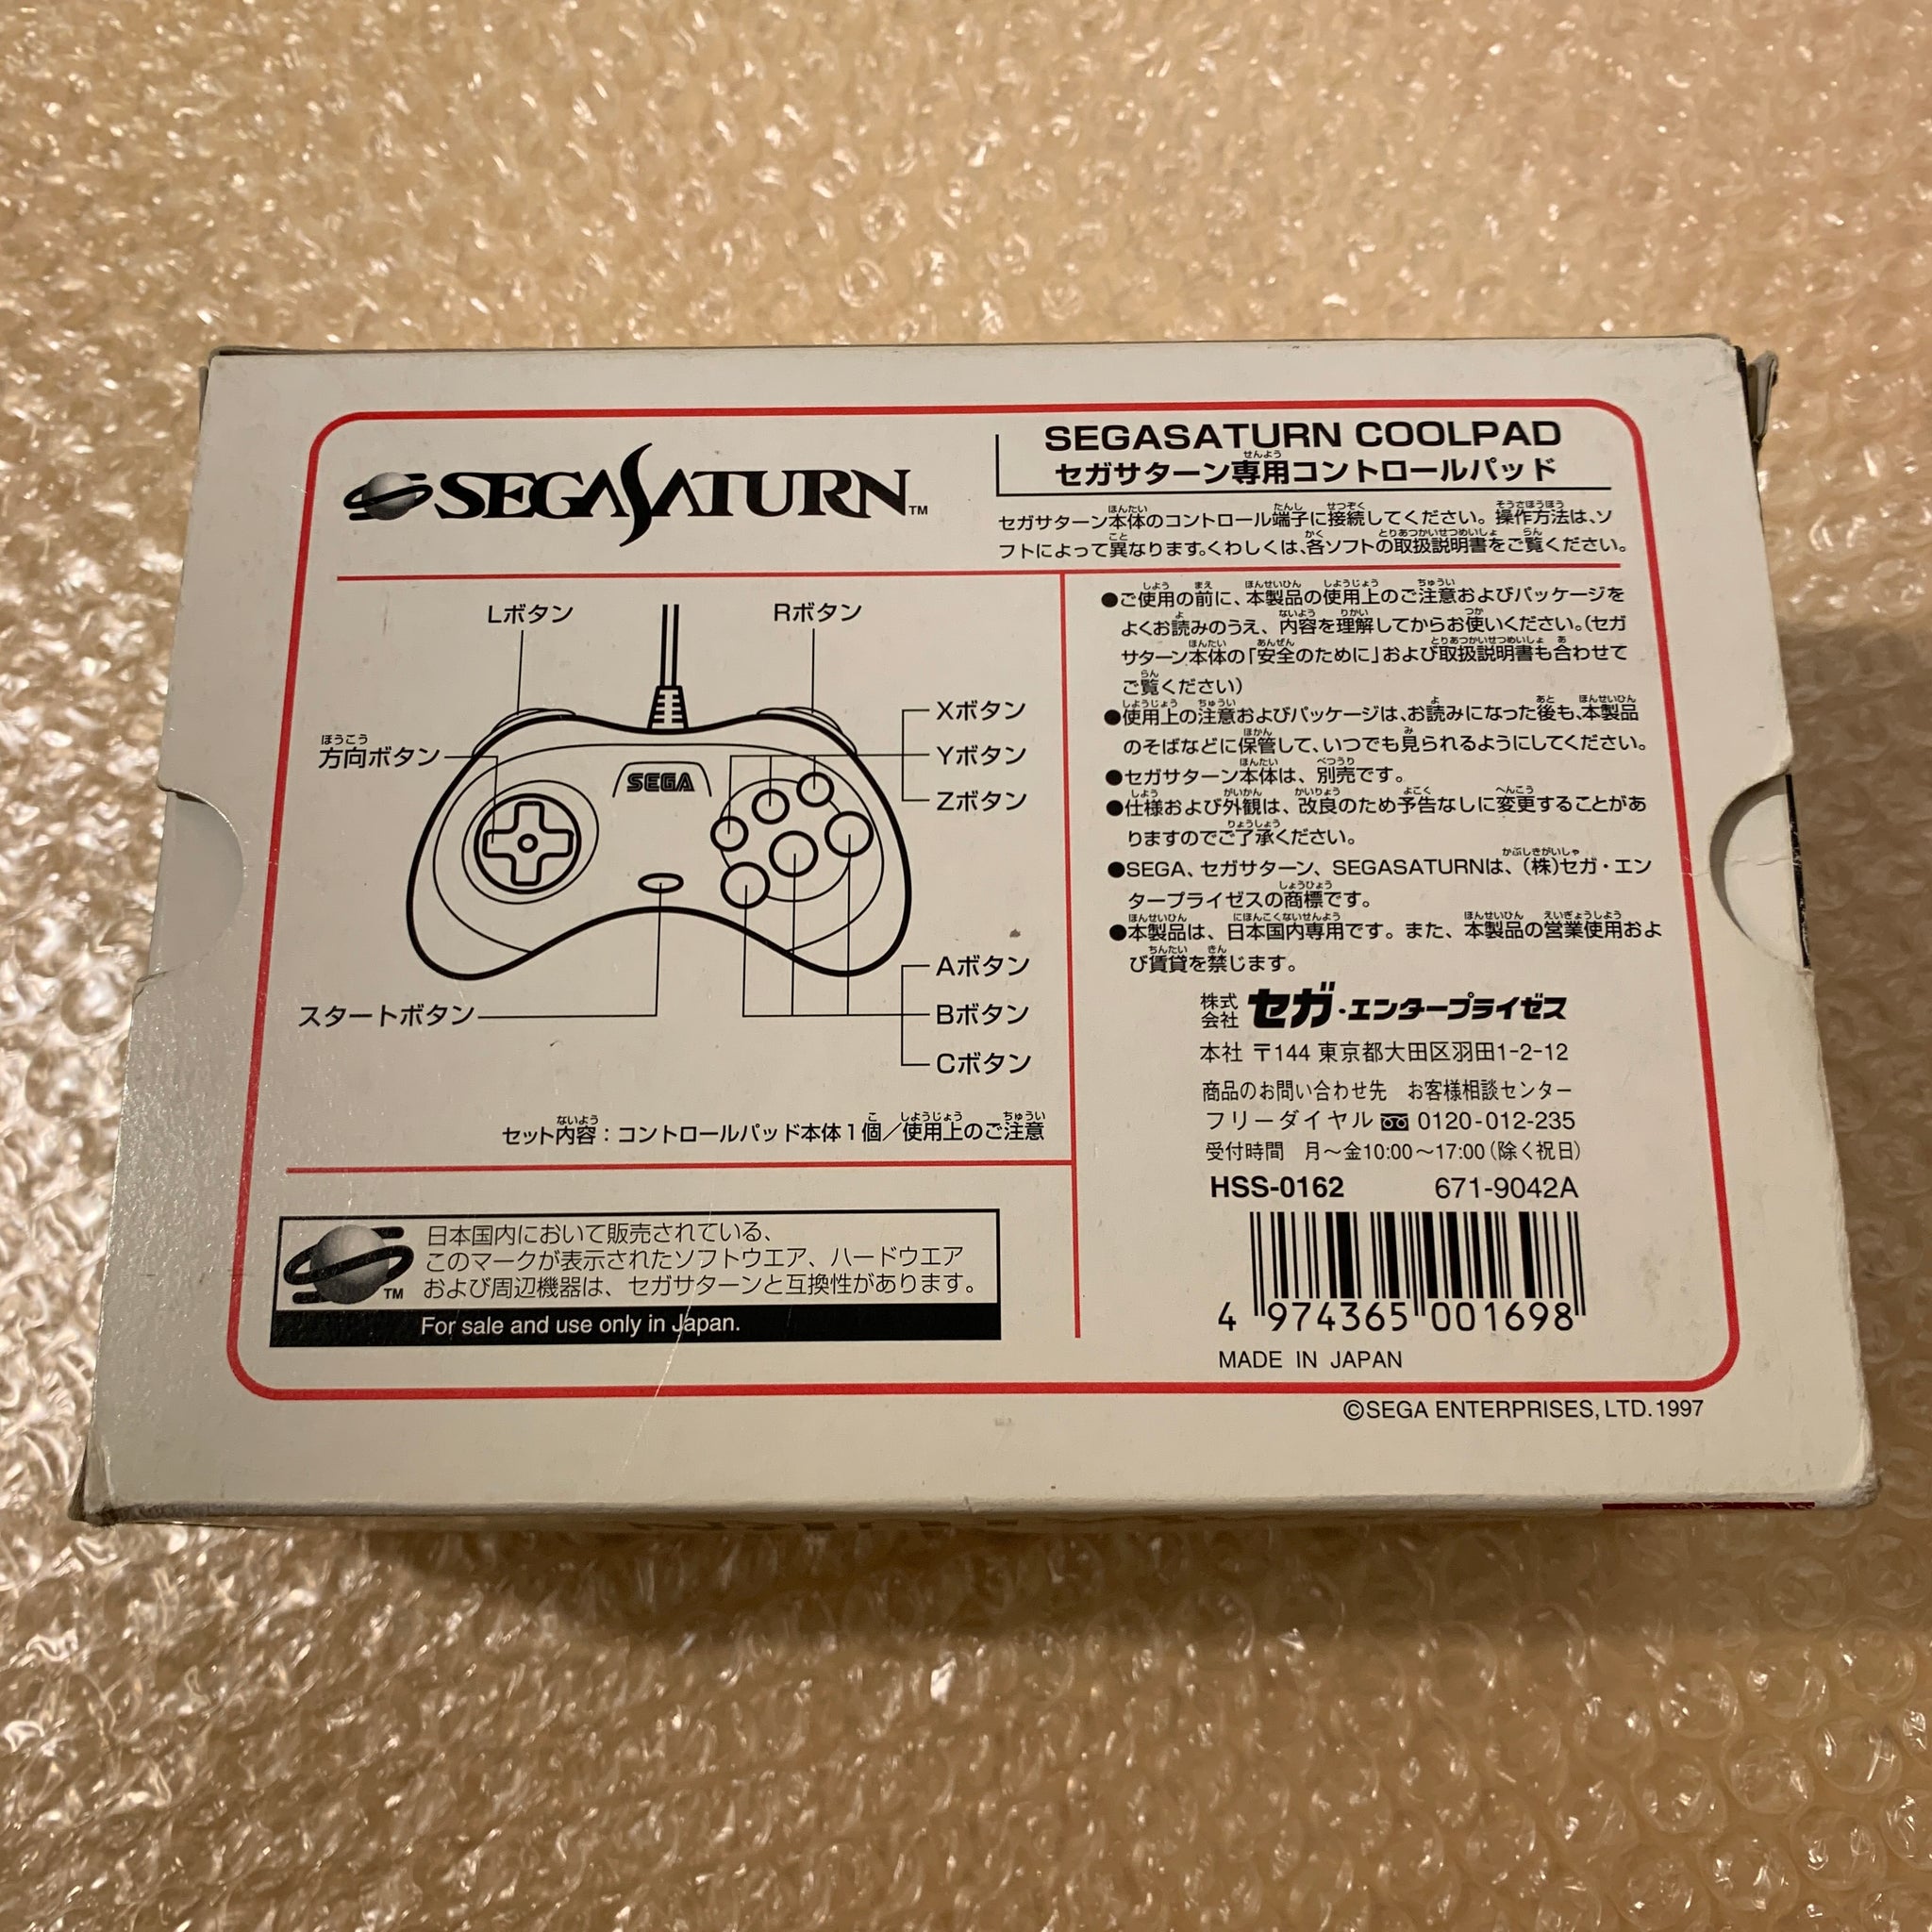 SEGASATURN™
SEGASATURN COOLPAD
セガサターン専用コントロールパッド
セガサターン本体のコントロール端子に接続してください。操作方法は、ソ
フトによって異なります。くわしくは、各ソフトの取扱説明書をご覧ください。
Lボタン
Rボタン
方向ボタン
Xボタン
Yボタン
Zボタン
SEGA
Aボタン
Bボタン
Cボタン
スタートボタン
セット内容：コントロールパッド本体1個／使用上のご注意
●ご使用の前に、本製品の使用上のご注意およびパッケージを
よくお読みのうえ、内容を理解してからお使いください。(セガ
サターン本体の「安全のために」および取扱説明書も合わせて
ご覧ください)
●使用上の注意およびパッケージは、お読みになった後も、本製品
のそばなどに保管して、いつでも見られるようにしてください。
●セガサターン本体は、別売です。
●仕様および外観は、改良のため予告なしに変更することがあ
りますのでご了承ください。
●SEGA、セガサターン、SEGASATURNは、(株)セガ・エン
タープライゼスの商標です。
●本製品は、日本国内専用です。また、本製品の営業使用およ
び賃貸を禁じます。
株式会社 セガ・エンタープライゼス
本社 〒144 東京都大田区羽田1-2-12
商品のお問い合わせ先 お客様相談センター
フリーダイヤル 0120-012-235
受付時間 月～金10:00～17:00(除く祝日)
HSS-0162 671-9042A
4 974365 001698
MADE IN JAPAN
日本国内において販売されている、
このマークが表示されたソフトウエア、ハードウエア
および周辺機器は、セガサターンと互換性があります。
TM
For sale and use only in Japan.
©SEGA ENTERPRISES, LTD. 1997